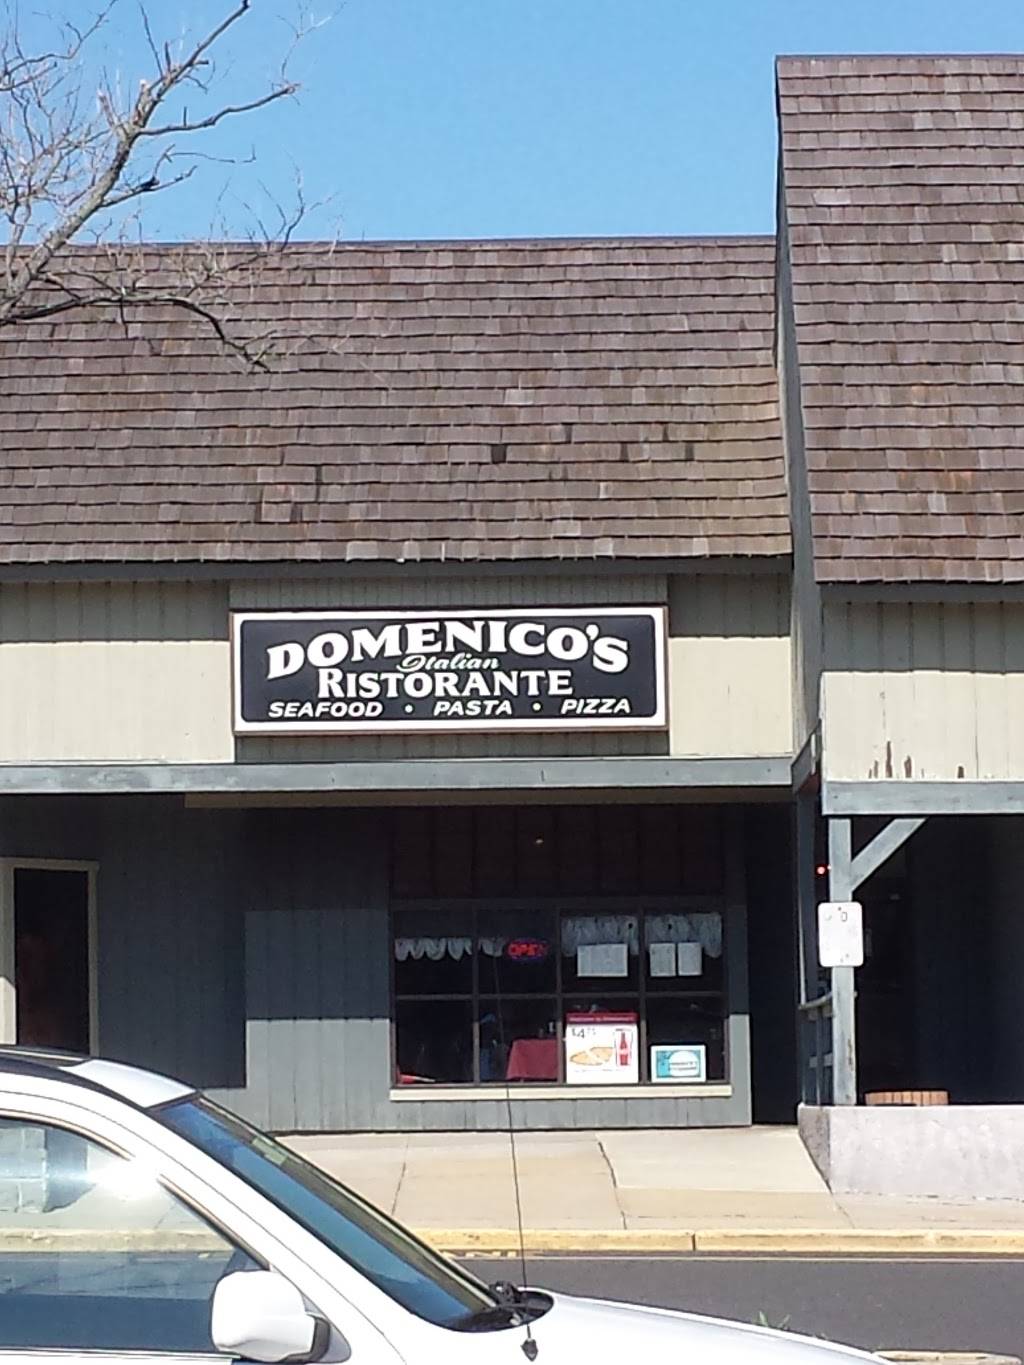 DOMENICO'S
Italian
RISTORANTE
SEAFOOD • PASTA • PIZZA
OPEN